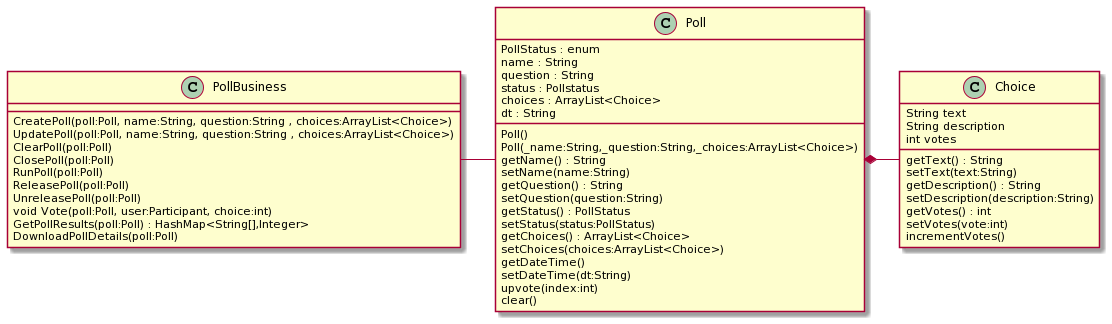 C PollBusiness
CreatePoll(poll:Poll, name:String, question:String , choices:ArrayList<Choice>)
UpdatePoll(poll:Poll, name:String, question:String , choices:ArrayList<Choice>)
ClearPoll(poll:Poll)
ClosePoll(poll:Poll)
RunPoll(poll:Poll)
ReleasePoll(poll:Poll)
UnreleasePoll(poll:Poll)
void Vote(poll:Poll, user:Participant, choice:int)
GetPollResults(poll:Poll) : HashMap<String[],Integer>
DownloadPollDetails(poll:Poll)
C Poll
PollStatus : enum
name : String
question : String
status : Pollstatus
choices : ArrayList<Choice>
dt : String
Poll()
Poll(_name:String,_question:String,_choices:ArrayList<Choice>)
getName() : String
setName(name:String)
getQuestion() : String
setQuestion(question:String)
getStatus() : PollStatus
setStatus(status:PollStatus)
getChoices() : ArrayList<Choice>
setChoices(choices:ArrayList<Choice>)
getDateTime()
setDateTime(dt:String)
upvote(index:int)
clear()
C Choice
String text
String description
int votes
getText() : String
setText(text:String)
getDescription() : String
setDescription(description:String)
getVotes() : int
setVotes(vote:int)
incrementVotes()